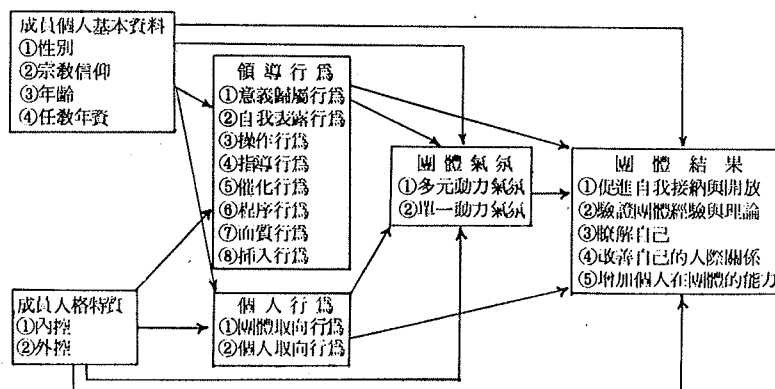 成員個人基本資料
①性別
②宗教信仰
③年齡
④任教年資
領導行為
①意義歸屬行為
②自我表露行為
③操作行為
④指導行為
⑤催化行為
⑥程序行為
⑦面質行為
⑧插入行為
團體氣氛
①多元動力氣氛
②單一動力氣氛
團體結果
①促進自我接納與開放
②驗證團體經驗與理論
③瞭解自己
④改善自己的人際關係
⑤增加個人在團體的能力
成員人格特質
①內控
②外控
個人行為
①團體取向行為
②個人取向行為